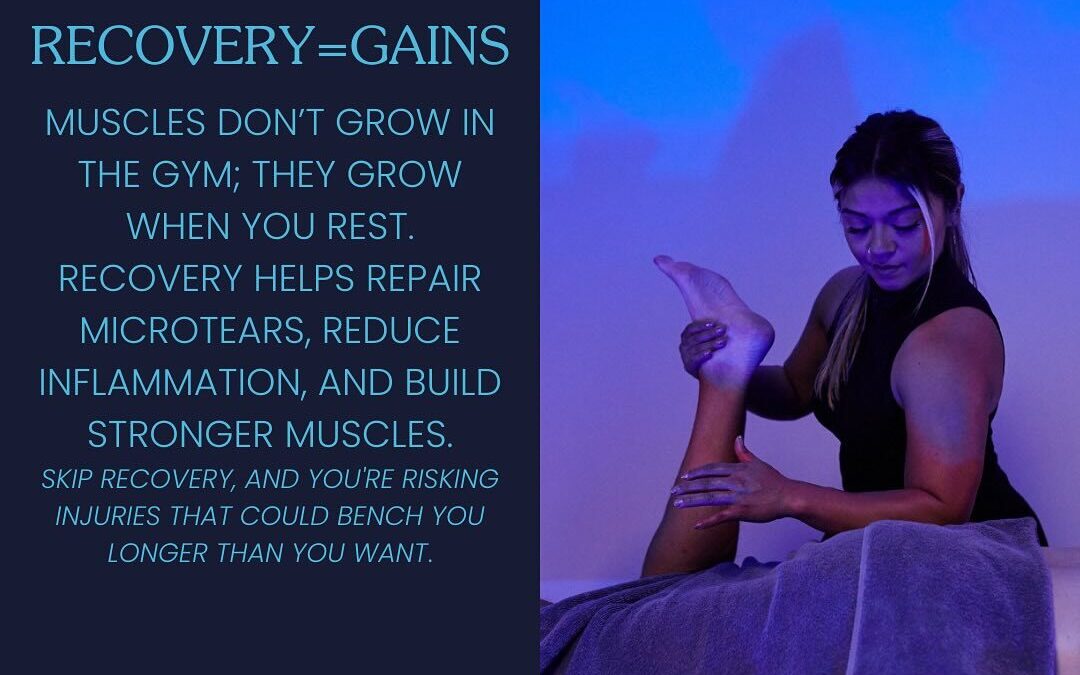 RECOVERY=GAINS
MUSCLES DON’T GROW IN
THE GYM; THEY GROW
WHEN YOU REST.
RECOVERY HELPS REPAIR
MICROTEARS, REDUCE
INFLAMMATION, AND BUILD
STRONGER MUSCLES.
SKIP RECOVERY, AND YOU'RE RISKING
INJURIES THAT COULD BENCH YOU
LONGER THAN YOU WANT.